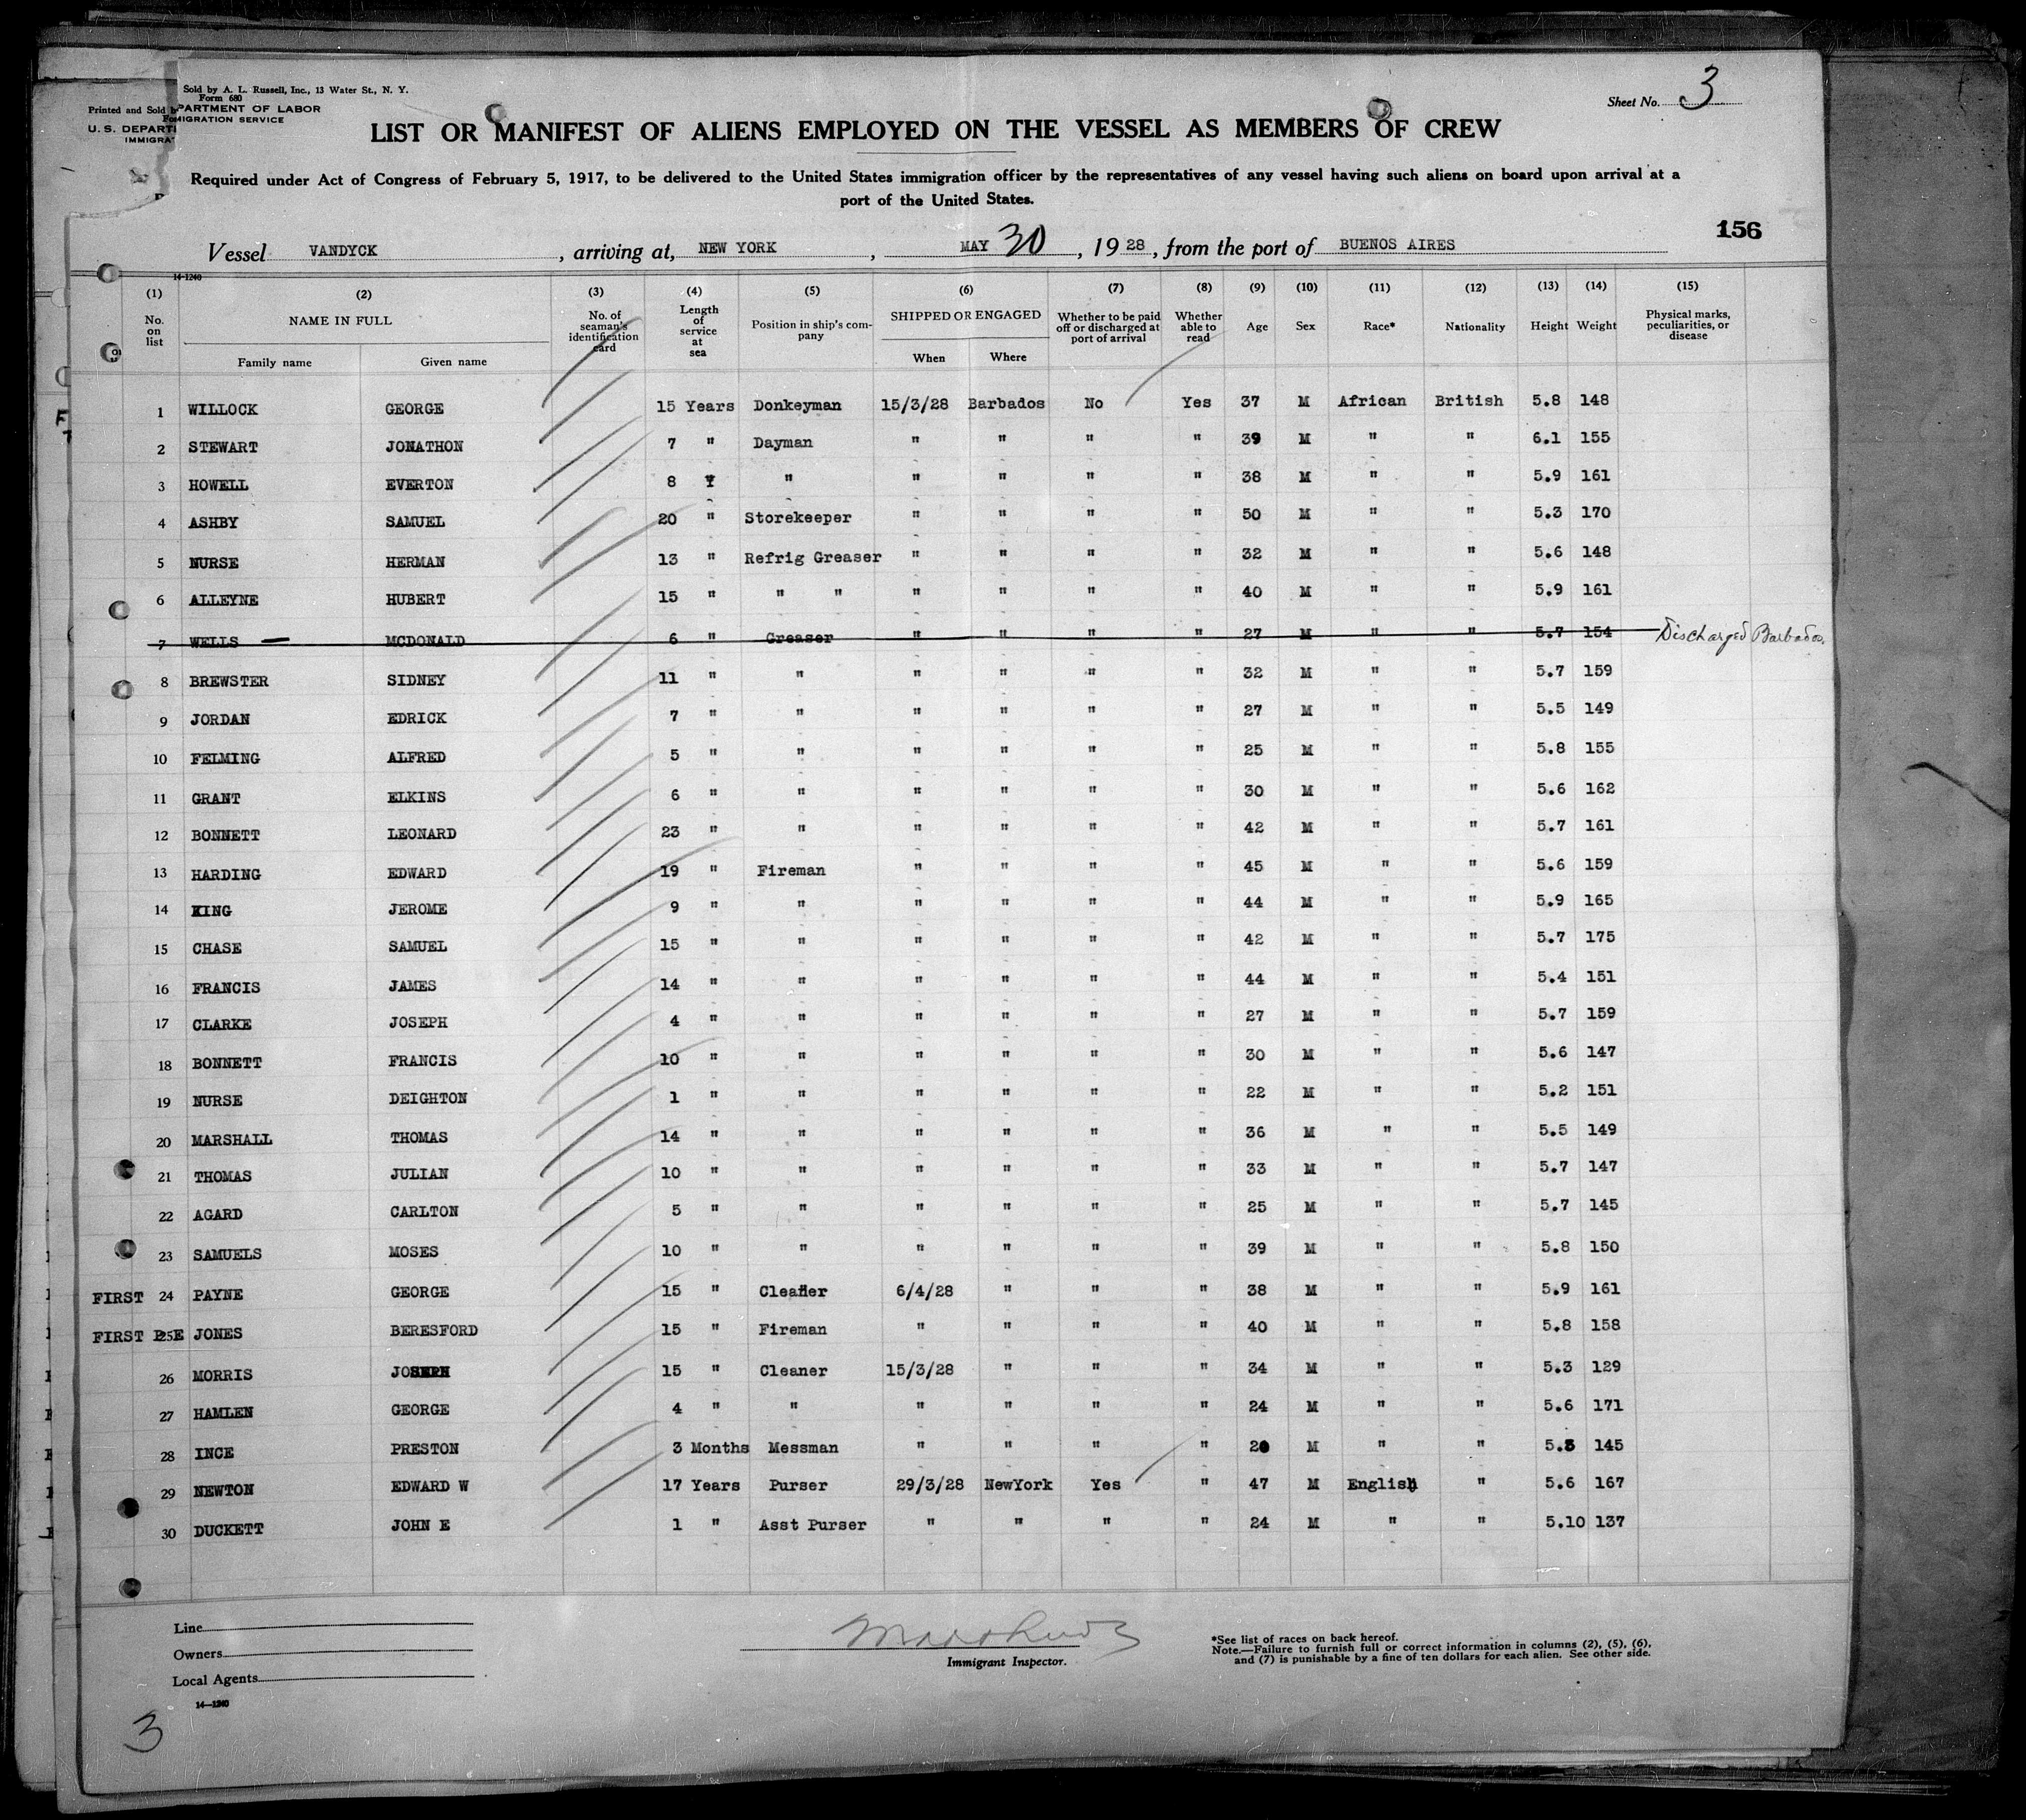 Sold by A. L. Russell, Inc., 13 Water St., N. Y.
Form 680
Printed and Sold b
PARTMENT OF LABOR
MIGRATION SERVICE
U. S. DEPARTI
IMMIGRA
Sheet No. 3
LIST OR MANIFEST OF ALIENS EMPLOYED ON THE VESSEL AS MEMBERS OF CREW
Required under Act of Congress of February 5, 1917, to be delivered to the United States immigration officer by the representatives of any vessel having such aliens on board upon arrival at a
port of the United States.
156
Vessel VANDYCK, arriving at, NEW YORK, MAY 30, 1928, from the port of BUENOS AIRES
14-1240
(1) (2) (3) (4) (5) (6) (7) (8) (9) (10) (11) (12) (13) (14) (15)
No. on list NAME IN FULL Family name Given name No. of seaman's identification card Length of service at sea Position in ship's company SHIPPED OR ENGAGED When Where Whether to be paid off or discharged at port of arrival Whether able to read Age Sex Race* Nationality Height Weight Physical marks, peculiarities, or disease
1 WILLOCK GEORGE 15 Years Donkeyman 15/3/28 Barbados No Yes 37 M African British 5.8 148
2 STEWART JONATHON 7 " Dayman " " " " 39 M " " 6.1 155
3 HOWELL EVERTON 8 Y " " " " " 38 M " " 5.9 161
4 ASHBY SAMUEL 20 " Storekeeper " " " " 50 M " " 5.3 170
5 NURSE HERMAN 13 " Refrig Greaser " " " " 32 M " " 5.6 148
6 ALLEYNE HUBERT 15 " " " " " " " 40 M " " 5.9 161
7 WELLS MCDONALD 6 " Greaser " " " " 27 M " " 5.7 154 Discharged Barbados.
8 BREWSTER SIDNEY 11 " " " " " " 32 M " " 5.7 159
9 JORDAN EDRICK 7 " " " " " " 27 M " " 5.5 149
10 FELMING ALFRED 5 " " " " " " 25 M " " 5.8 155
11 GRANT ELKINS 6 " " " " " " 30 M " " 5.6 162
12 BONNETT LEONARD 23 " " " " " " 42 M " " 5.7 161
13 HARDING EDWARD 19 " Fireman " " " " 45 M " " 5.6 159
14 KING JEROME 9 " " " " " " 44 M " " 5.9 165
15 CHASE SAMUEL 15 " " " " " " 42 M " " 5.7 175
16 FRANCIS JAMES 14 " " " " " " 44 M " " 5.4 151
17 CLARKE JOSEPH 4 " " " " " " 27 M " " 5.7 159
18 BONNETT FRANCIS 10 " " " " " " 30 M " " 5.6 147
19 NURSE DEIGHTON 1 " " " " " " 22 M " " 5.2 151
20 MARSHALL THOMAS 14 " " " " " " 36 M " " 5.5 149
21 THOMAS JULIAN 10 " " " " " " 33 M " " 5.7 147
22 AGARD CARLTON 5 " " " " " " 25 M " " 5.7 145
23 SAMUELS MOSES 10 " " " " " " 39 M " " 5.8 150
FIRST 24 PAYNE GEORGE 15 " Cleaner 6/4/28 " " " 38 M " " 5.9 161
FIRST 25 JONES BERESFORD 15 " Fireman " " " " 40 M " " 5.8 158
26 MORRIS JOSEPH 15 " Cleaner 15/3/28 " " " 34 M " " 5.3 129
27 HAMLEN GEORGE 4 " " " " " " 24 M " " 5.6 171
28 INCE PRESTON 3 Months Messman " " " " 20 M " " 5.3 145
29 NEWTON EDWARD W 17 Years Purser 29/3/28 NewYork Yes " 47 M English " 5.6 167
30 DUCKETT JOHN E 1 " Asst Purser " " " " 24 M " " 5.10 137
Line
Owners
Local Agents
14—1240
Immigrant Inspector.
*See list of races on back hereof.
Note.—Failure to furnish full or correct information in columns (2), (5), (6),
and (7) is punishable by a fine of ten dollars for each alien. See other side.
3